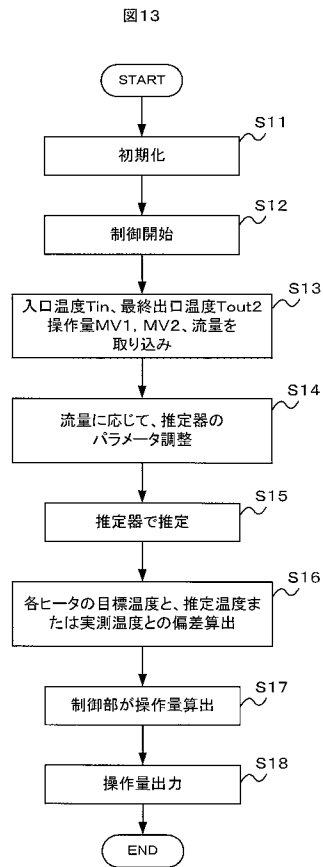 図13
START
S11
初期化
S12
制御開始
S13
入口温度Tin、最終出口温度Tout2
操作量MV1, MV2、流量を
取り込み
S14
流量に応じて、推定器の
パラメータ調整
S15
推定器で推定
S16
各ヒータの目標温度と、推定温度ま
たは実測温度との偏差算出
S17
制御部が操作量算出
S18
操作量出力
END